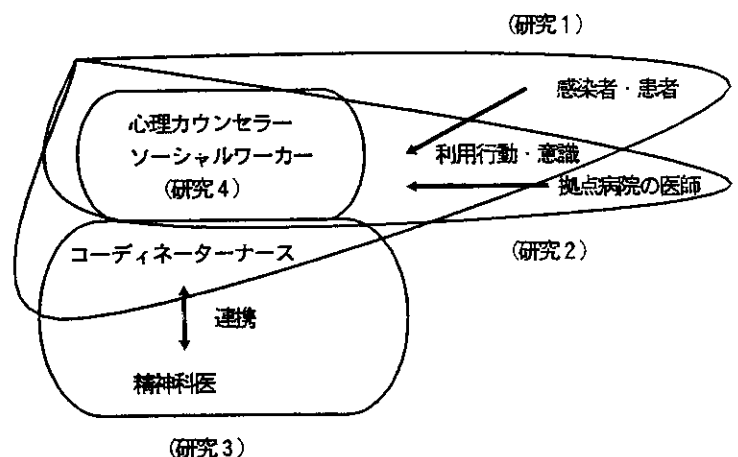 (研究1)
感染者・患者
心理カウンセラー
ソーシャルワーカー
(研究4)
利用行動・意識
拠点病院の医師
コーディネーターナース
(研究2)
連携
精神科医
(研究3)